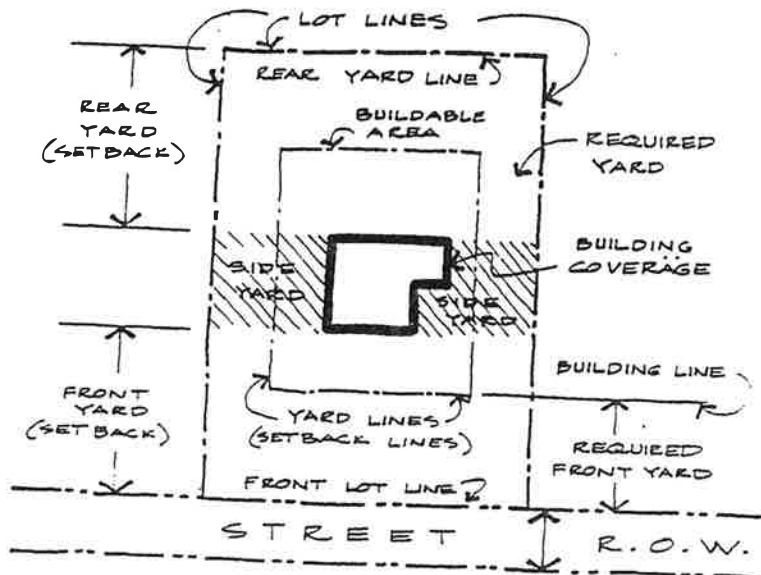 LOT LINES
REAR YARD LINE
REAR
YARD
(SETBACK)
BUILDABLE
AREA
REQUIRED
YARD
SIDE
YARD
BUILDING
COVERAGE
SIDE
YARD
BUILDING LINE
FRONT
YARD
(SETBACK)
YARD LINES
(SETBACK LINES)
REQUIRED
FRONT YARD
FRONT LOT LINE
STREET
R.O.W.